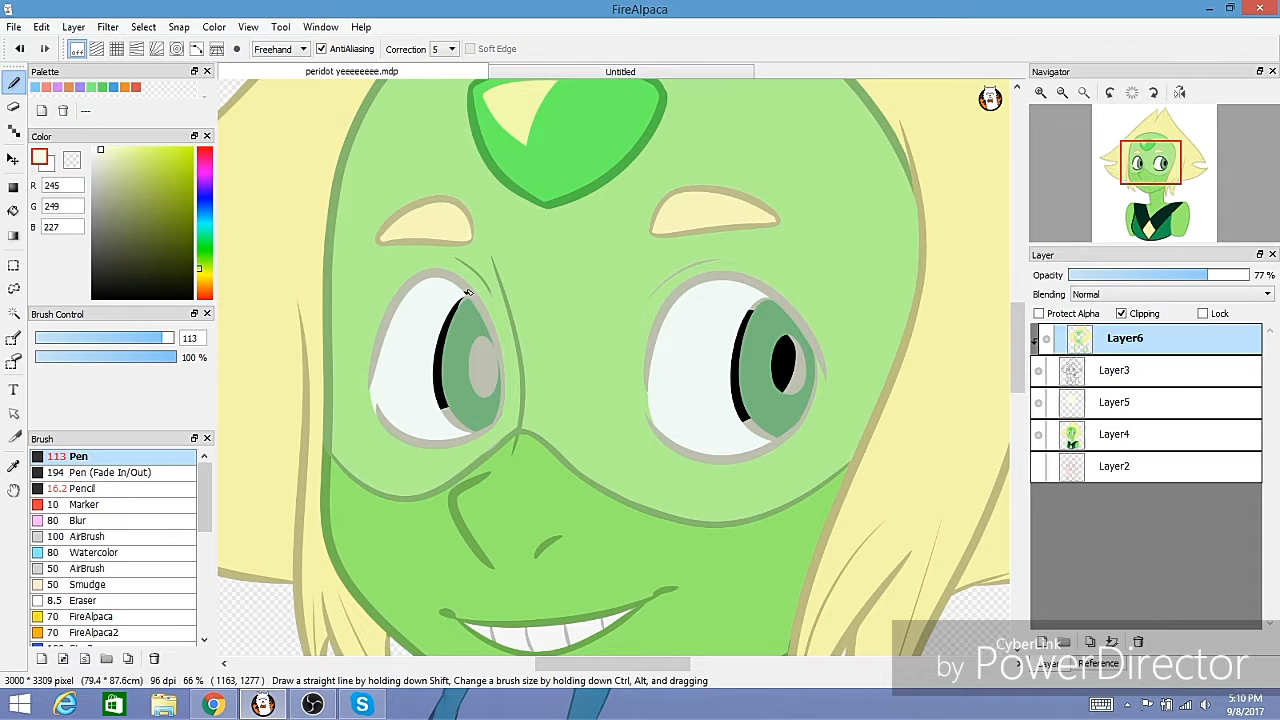 FireAlpaca
File Edit Layer Filter Select Snap Color View Tool Window Help
off Freehand AntiAliasing Correction 5 Soft Edge
Palette
peridot yeeeeeeee.mdp Untitled
Navigator
---
Color
R 245
G 249
B 227
Layer
Opacity 77 %
Blending Normal
Protect Alpha Clipping Lock
Brush Control
113
100 %
Layer6
Layer3
Layer5
Layer4
Layer2
Brush
113 Pen
194 Pen (Fade In/Out)
16.2 Pencil
10 Marker
80 Blur
100 AirBrush
80 Watercolor
50 AirBrush
50 Smudge
8.5 Eraser
70 FireAlpaca
70 FireAlpaca2
CyberLink
by PowerDirector
Layer Reference
3000 * 3309 pixel (79.4 * 87.6cm) 96 dpi 66 % ( 1163, 1277 ) Draw a straight line by holding down Shift, Change a brush size by holding down Ctrl, Alt, and dragging
5:10 PM
9/8/2017